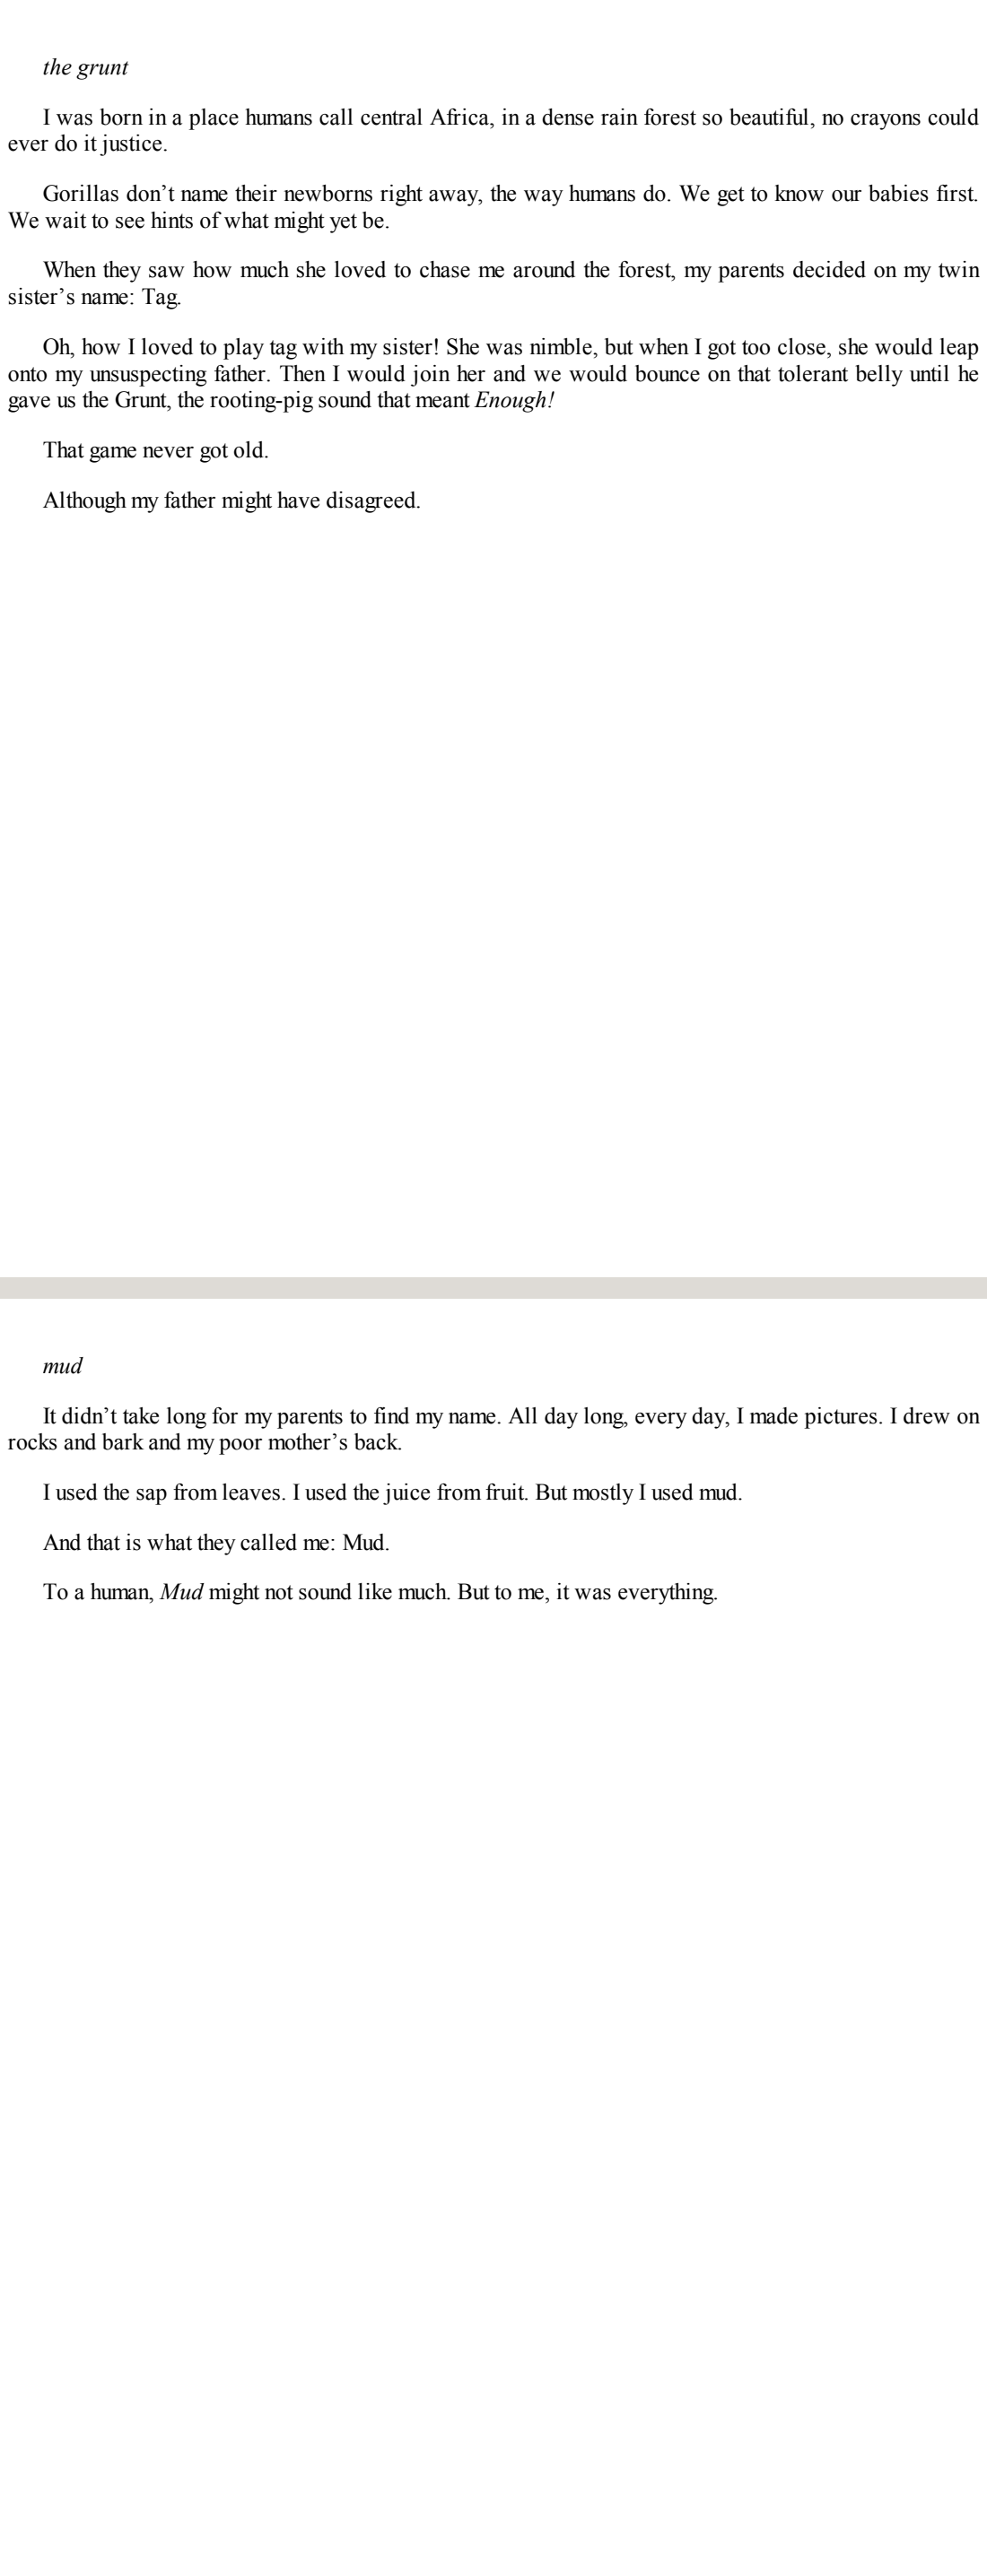 the grunt
I was born in a place humans call central Africa, in a dense rain forest so beautiful, no crayons could
ever do it justice.
Gorillas don’t name their newborns right away, the way humans do. We get to know our babies first.
We wait to see hints of what might yet be.
When they saw how much she loved to chase me around the forest, my parents decided on my twin
sister’s name: Tag.
Oh, how I loved to play tag with my sister! She was nimble, but when I got too close, she would leap
onto my unsuspecting father. Then I would join her and we would bounce on that tolerant belly until he
gave us the Grunt, the rooting-pig sound that meant Enough!
That game never got old.
Although my father might have disagreed.
mud
It didn’t take long for my parents to find my name. All day long, every day, I made pictures. I drew on
rocks and bark and my poor mother’s back.
I used the sap from leaves. I used the juice from fruit. But mostly I used mud.
And that is what they called me: Mud.
To a human, Mud might not sound like much. But to me, it was everything.